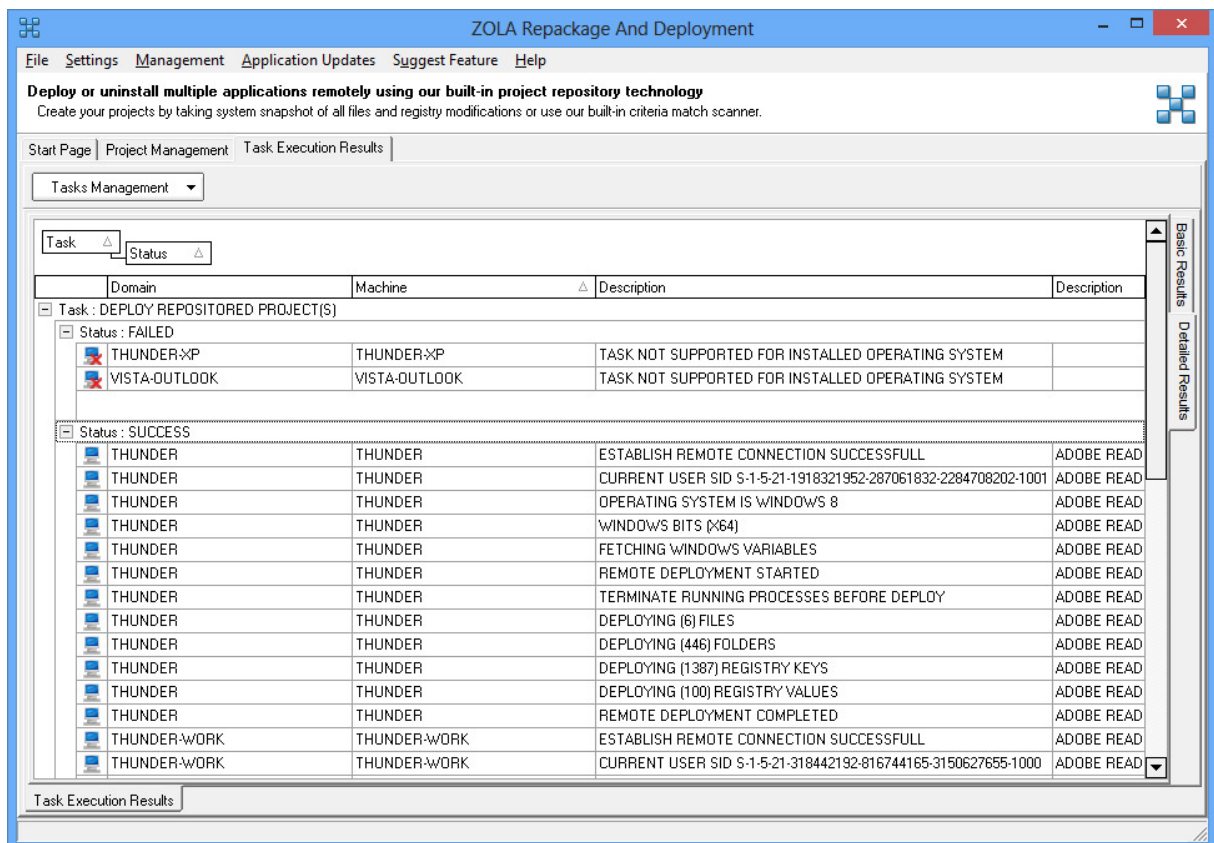 ZOLA Repackage And Deployment
File Settings Management Application Updates Suggest Feature Help
Deploy or uninstall multiple applications remotely using our built-in project repository technology
Create your projects by taking system snapshot of all files and registry modifications or use our built-in criteria match scanner.
Start Page Project Management Task Execution Results
Tasks Management
Task
Status
Domain Machine Description Description
Task : DEPLOY REPOSITORED PROJECT(S)
Status : FAILED
THUNDER-XP THUNDER-XP TASK NOT SUPPORTED FOR INSTALLED OPERATING SYSTEM
VISTA-OUTLOOK VISTA-OUTLOOK TASK NOT SUPPORTED FOR INSTALLED OPERATING SYSTEM
Status : SUCCESS
THUNDER THUNDER ESTABLISH REMOTE CONNECTION SUCCESSFULL ADOBE READ
THUNDER THUNDER CURRENT USER SID S-1-5-21-1918321952-287061832-2284708202-1001 ADOBE READ
THUNDER THUNDER OPERATING SYSTEM IS WINDOWS 8 ADOBE READ
THUNDER THUNDER WINDOWS BITS (X64) ADOBE READ
THUNDER THUNDER FETCHING WINDOWS VARIABLES ADOBE READ
THUNDER THUNDER REMOTE DEPLOYMENT STARTED ADOBE READ
THUNDER THUNDER TERMINATE RUNNING PROCESSES BEFORE DEPLOY ADOBE READ
THUNDER THUNDER DEPLOYING (6) FILES ADOBE READ
THUNDER THUNDER DEPLOYING (446) FOLDERS ADOBE READ
THUNDER THUNDER DEPLOYING (1387) REGISTRY KEYS ADOBE READ
THUNDER THUNDER DEPLOYING (100) REGISTRY VALUES ADOBE READ
THUNDER THUNDER REMOTE DEPLOYMENT COMPLETED ADOBE READ
THUNDER-WORK THUNDER-WORK ESTABLISH REMOTE CONNECTION SUCCESSFULL ADOBE READ
THUNDER-WORK THUNDER-WORK CURRENT USER SID S-1-5-21-318442192-816744165-3150627655-1000 ADOBE READ
Basic Results
Detailed Results
Task Execution Results